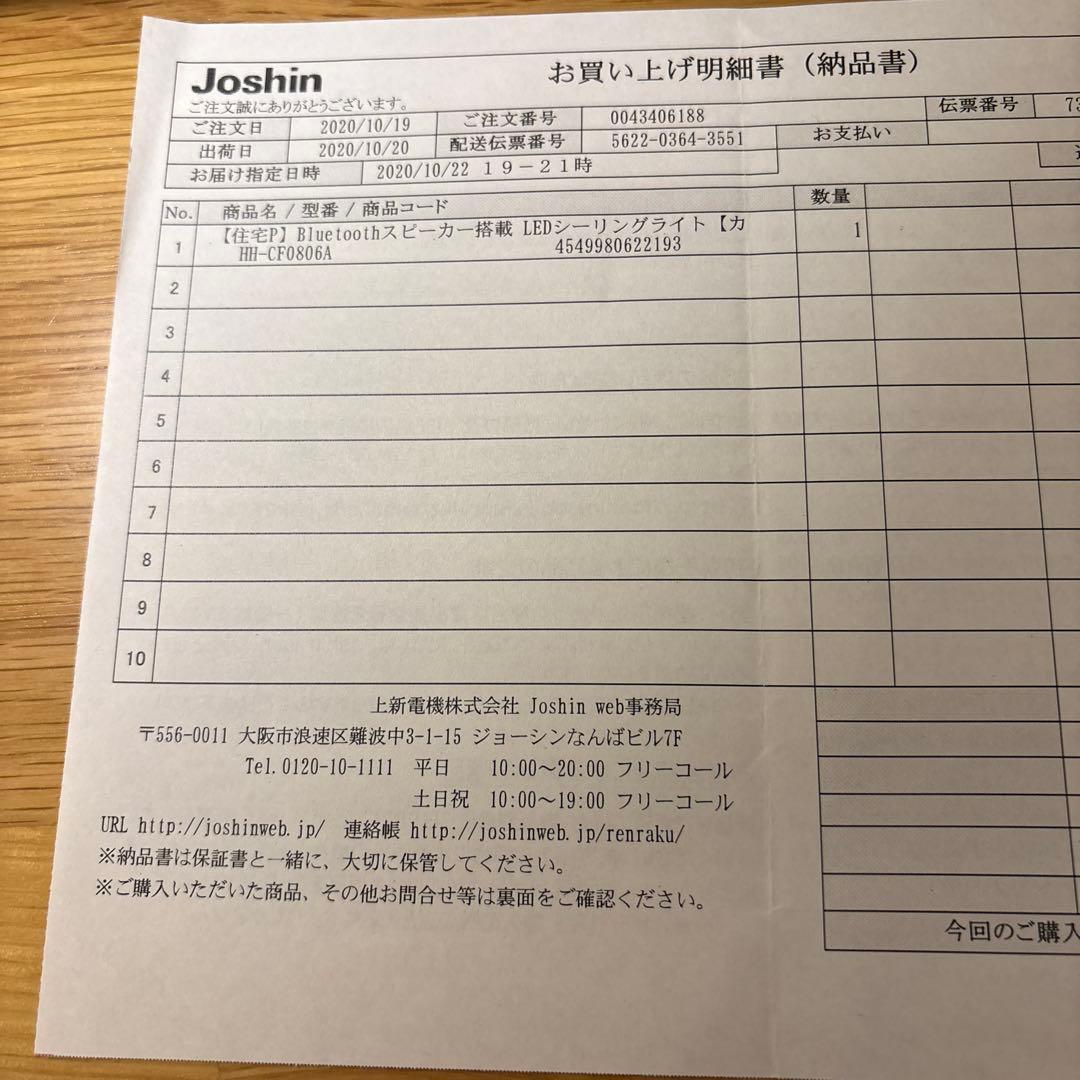 Joshin
お買い上げ明細書（納品書）
ご注文誠にありがとうございます。
ご注文日 2020/10/19 ご注文番号 0043406188 伝票番号 73
出荷日 2020/10/20 配送伝票番号 5622-0364-3551 お支払い
お届け指定日時 2020/10/22 19－21時
No. 商品名 / 型番 / 商品コード 数量
1 【住宅P】Bluetoothスピーカー搭載 LEDシーリングライト【カ 1
HH-CF0806A 4549980622193
2
3
4
5
6
7
8
9
10
上新電機株式会社 Joshin web事務局
〒556-0011 大阪市浪速区難波中3-1-15 ジョーシンなんばビル7F
Tel.0120-10-1111 平日 10:00～20:00 フリーコール
土日祝 10:00～19:00 フリーコール
URL http://joshinweb.jp/ 連絡帳 http://joshinweb.jp/renraku/
※納品書は保証書と一緒に、大切に保管してください。
※ご購入いただいた商品、その他お問合せ等は裏面をご確認ください。
今回のご購入